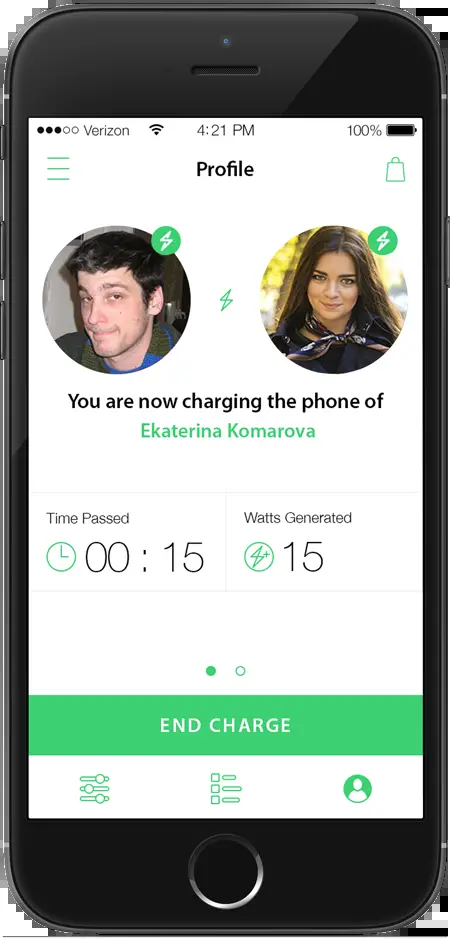 Verizon 4:21 PM 100%
Profile
You are now charging the phone of
Ekaterina Komarova
Time Passed
00 : 15
Watts Generated
15
END CHARGE